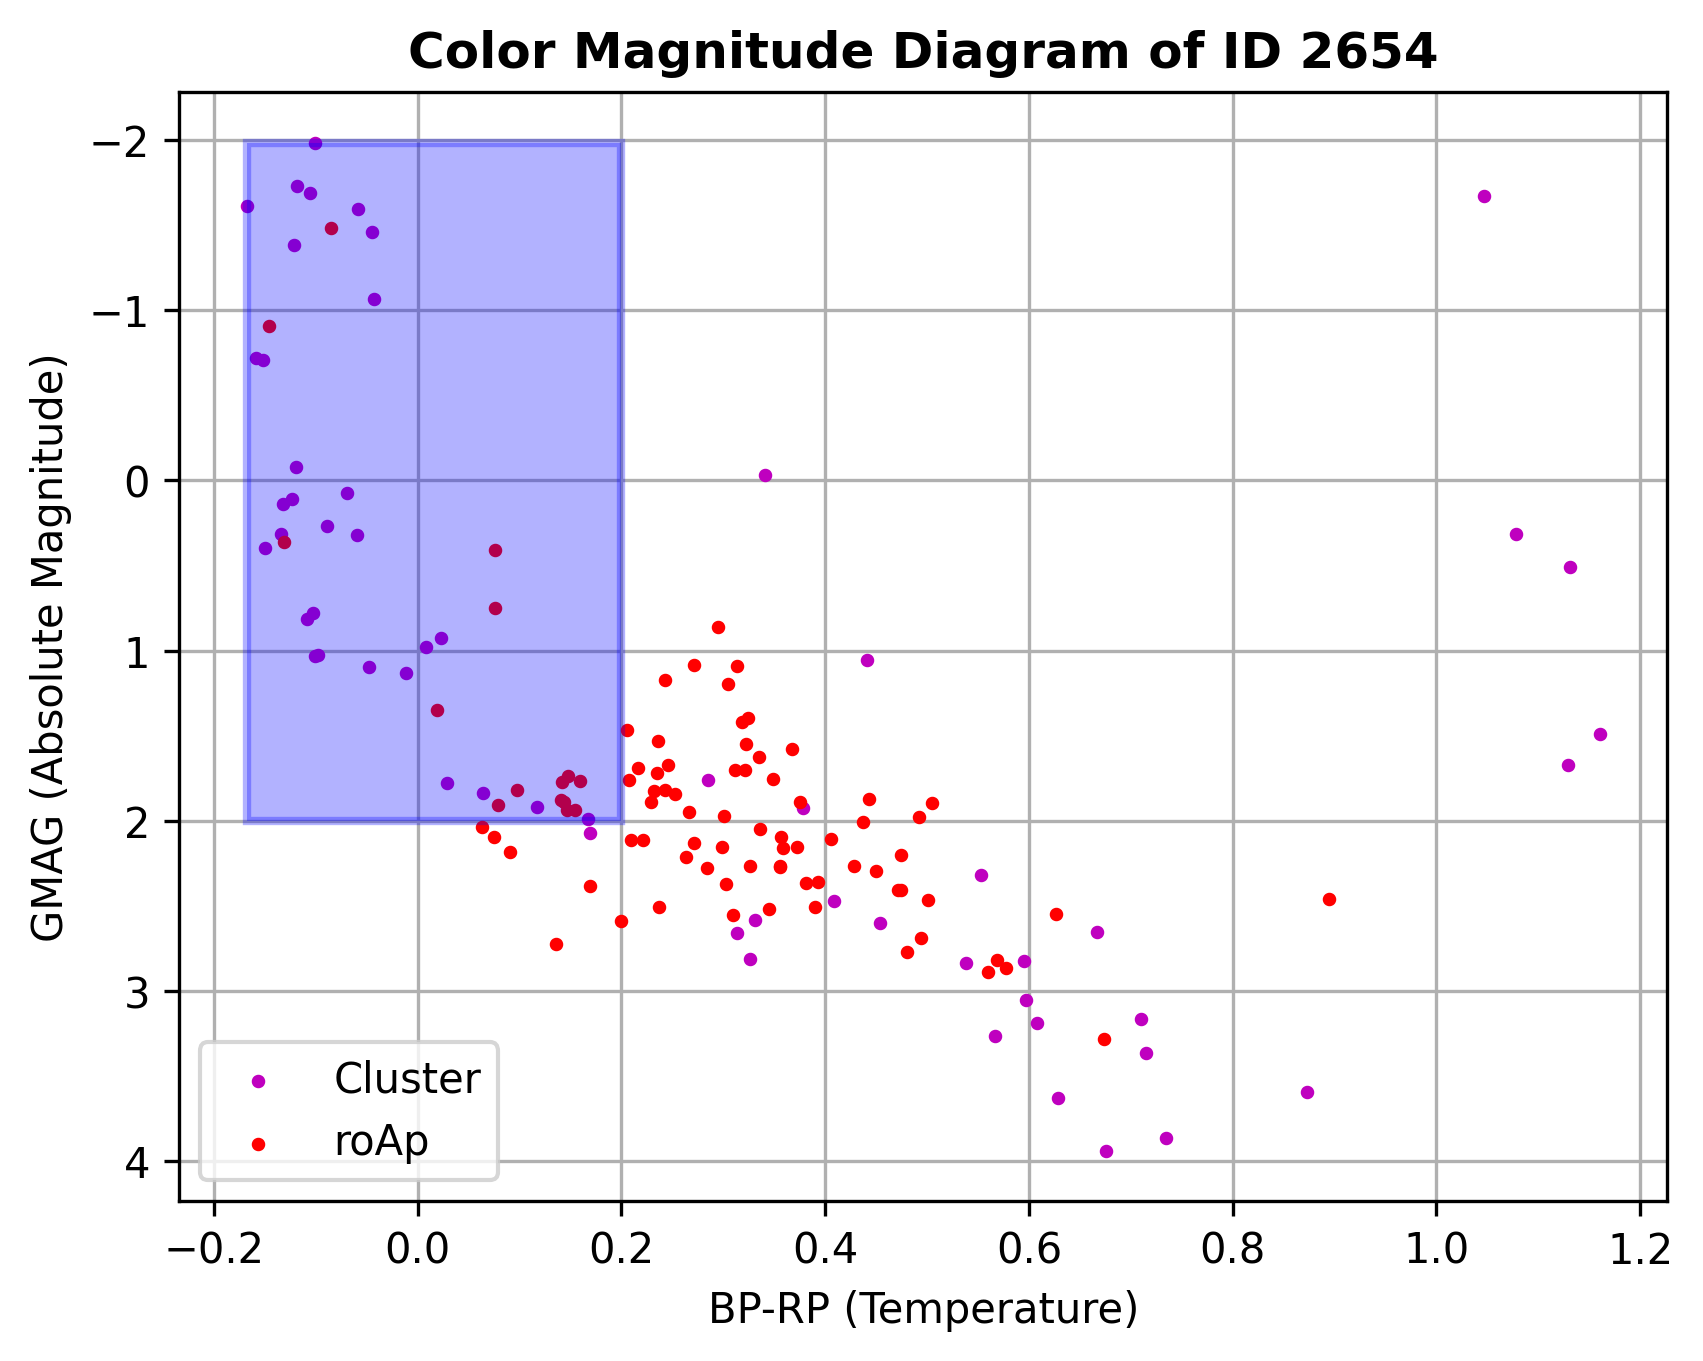 Color Magnitude Diagram of ID 2654
GMAG (Absolute Magnitude)
−2
−1
0
1
2
3
4
Cluster
roAp
−0.2 0.0 0.2 0.4 0.6 0.8 1.0 1.2
BP-RP (Temperature)